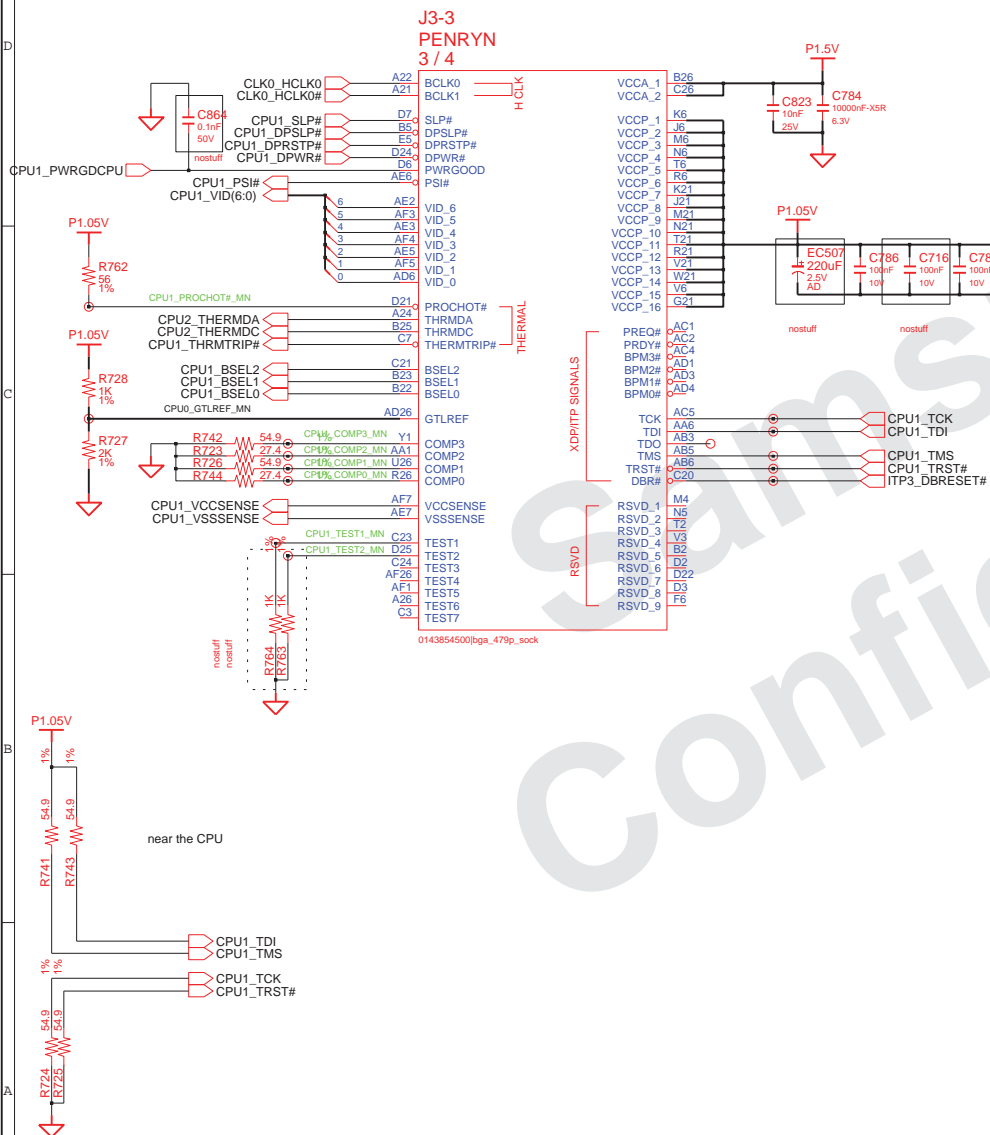 J3-3
PENRYN
3 / 4
D
C
B
A
CLK0_HCLK0 A22 BCLK0
CLK0_HCLK0# A21 BCLK1
H CLK
C864
0.1nF
50V
nostuff
CPU1_SLP# D7 SLP#
CPU1_DPSLP# B5 DPSLP#
CPU1_DPRSTP# E5 DPRSTP#
CPU1_DPWR# D24 DPWR#
CPU1_PWRGDCPU D6 PWRGOOD
CPU1_PSI# AE6 PSI#
CPU1_VID(6:0)
6 AE2 VID_6
5 AF3 VID_5
4 AE3 VID_4
3 AF4 VID_3
2 AE5 VID_2
1 AF5 VID_1
0 AD6 VID_0
P1.05V
R762
56
1%
CPU1_PROCHOT#_MN D21 PROCHOT#
CPU2_THERMDA A24 THRMDA
CPU2_THERMDC B25 THRMDC
CPU1_THRMTRIP# C7 THERMTRIP#
THERMAL
P1.05V
R728
1K
1%
CPU1_BSEL2 C21 BSEL2
CPU1_BSEL1 B23 BSEL1
CPU1_BSEL0 B22 BSEL0
CPU0_GTLREF_MN AD26 GTLREF
R727
2K
1%
R742 54.9 1% CPU1_COMP3_MN Y1 COMP3
R723 27.4 1% CPU1_COMP2_MN AA1 COMP2
R726 54.9 1% CPU1_COMP1_MN U26 COMP1
R744 27.4 1% CPU1_COMP0_MN R26 COMP0
CPU1_VCCSENSE AF7 VCCSENSE
CPU1_VSSSENSE AE7 VSSSENSE
CPU1_TEST1_MN C23 TEST1
CPU1_TEST2_MN D25 TEST2
C24 TEST3
AF26 TEST4
AF1 TEST5
A26 TEST6
C3 TEST7
1% 1%
1K 1K
R764 R763
nostuff
nostuff
0143854500|bga_479p_sock
P1.5V
VCCA_1 B26
VCCA_2 C26
C823
10nF
25V
C784
10000nF-X5R
6.3V
VCCP_1 K6
VCCP_2 J6
VCCP_3 M6
VCCP_4 N6
VCCP_5 T6
VCCP_6 R6
VCCP_7 K21
VCCP_8 J21
VCCP_9 M21
VCCP_10 N21
VCCP_11 T21
VCCP_12 R21
VCCP_13 V21
VCCP_14 W21
VCCP_15 V6
VCCP_16 G21
P1.05V
EC507
220uF
2.5V
AD
nostuff
C786
100nF
10V
C716
100nF
10V
nostuff
10V
XDP/ITP SIGNALS
PREQ# AC1
PRDY# AC2
BPM3# AC4
BPM2# AD1
BPM1# AD3
BPM0# AD4
TCK AC5 CPU1_TCK
TDI AA6 CPU1_TDI
TDO AB3
TMS AB5 CPU1_TMS
TRST# AB6 CPU1_TRST#
DBR# C20 ITP3_DBRESET#
RSVD
RSVD_1 M4
RSVD_2 N5
RSVD_3 T2
RSVD_4 V3
RSVD_5 B2
RSVD_6 D2
RSVD_7 D22
RSVD_8 D3
RSVD_9 F6
P1.05V
1% 1%
54.9 54.9
R741 R743
near the CPU
CPU1_TDI
CPU1_TMS
CPU1_TCK
CPU1_TRST#
1% 1%
54.9 54.9
R724 R725
Sams
Confi